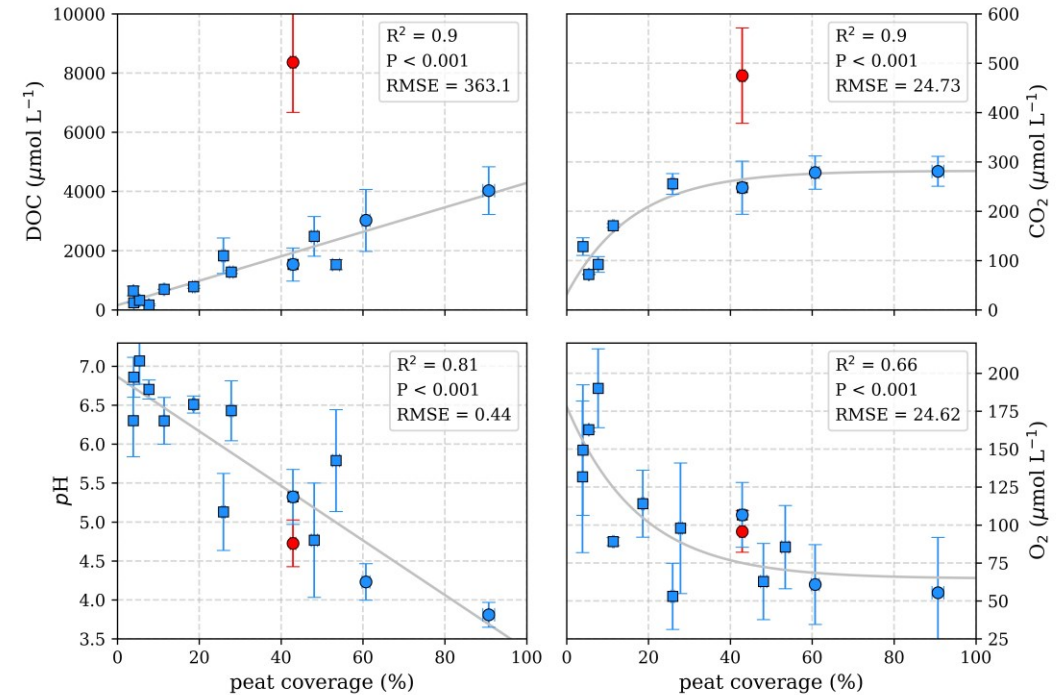 10000
8000
6000
4000
2000
0
DOC (μmol L⁻¹)
R² = 0.9
P < 0.001
RMSE = 363.1
R² = 0.9
P < 0.001
RMSE = 24.73
600
500
400
300
200
100
0
CO₂ (μmol L⁻¹)
7.0
6.5
6.0
5.5
5.0
4.5
4.0
3.5
pH
R² = 0.81
P < 0.001
RMSE = 0.44
R² = 0.66
P < 0.001
RMSE = 24.62
200
175
150
125
100
75
50
25
O₂ (μmol L⁻¹)
0 20 40 60 80 100
0 20 40 60 80 100
peat coverage (%)
peat coverage (%)